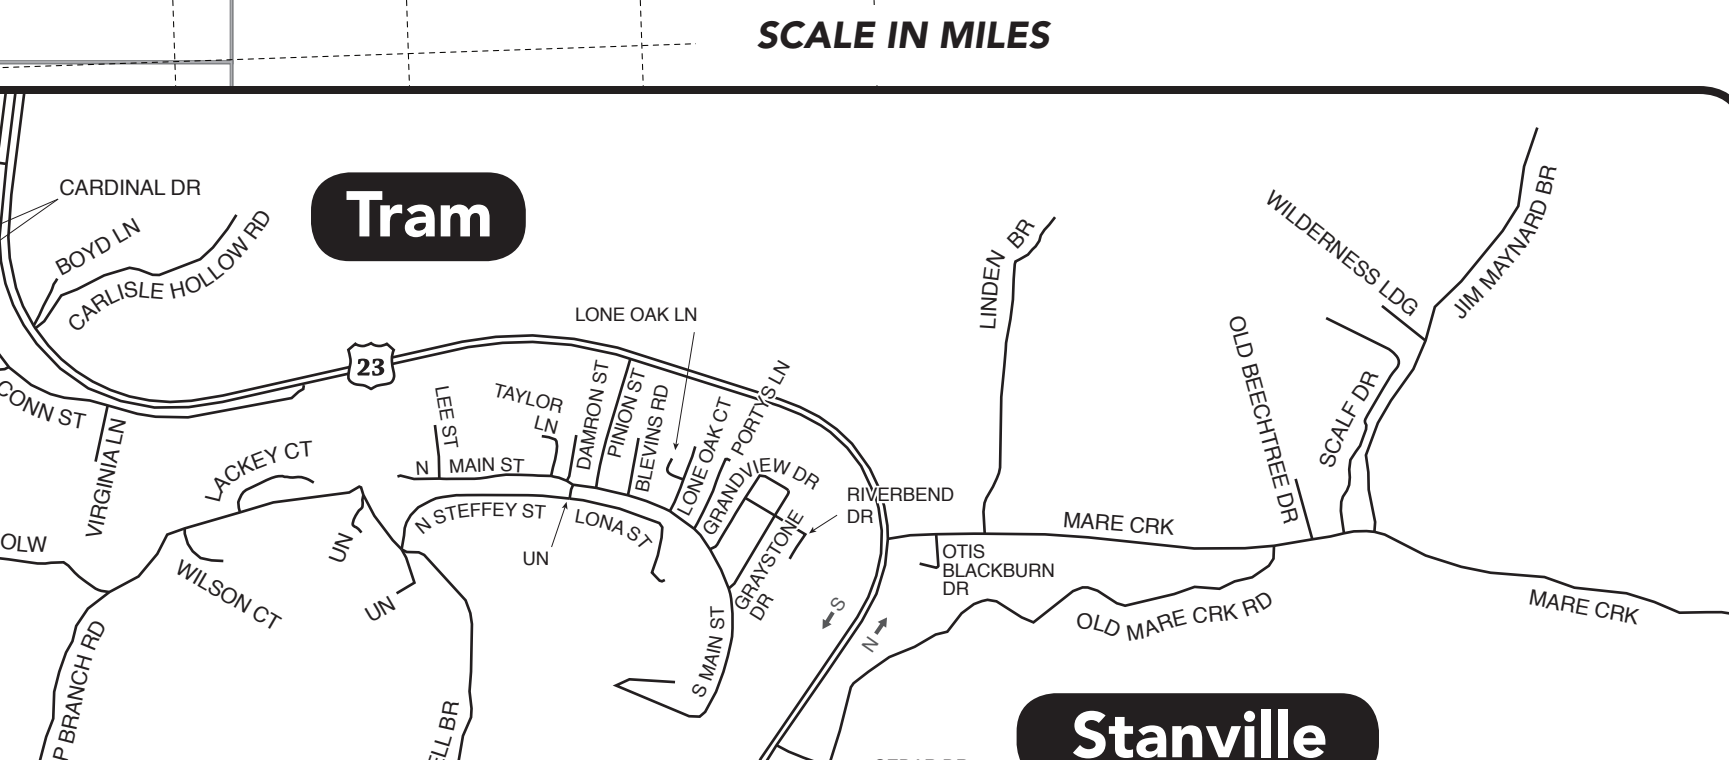 SCALE IN MILES
CARDINAL DR
Tram
BOYD LN
CARLISLE HOLLOW RD
LINDEN BR
WILDERNESS LDG
JIM MAYNARD BR
LONE OAK LN
23
OLD BEECHTREE DR
SCALF DR
CONN ST
VIRGINIA LN
LACKEY CT
LEE ST
TAYLOR
LN
DAMRON ST
PINION ST
BLEVINS RD
LONE OAK CT
PORTYS LN
GRANDVIEW DR
N MAIN ST
N STEFFEY ST
LONA ST
UN
RIVERBEND
DR
GRAYSTONE
DR
MARE CRK
OTIS
BLACKBURN
DR
OLW
WILSON CT
UN
UN
OLD MARE CRK RD
MARE CRK
S
N
S MAIN ST
P BRANCH RD
ELL BR
Stanville